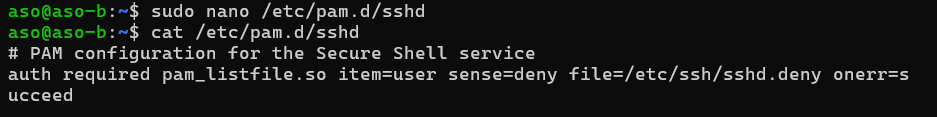 aso@aso-b:~$ sudo nano /etc/pam.d/sshd
aso@aso-b:~$ cat /etc/pam.d/sshd
# PAM configuration for the Secure Shell service
auth required pam_listfile.so item=user sense=deny file=/etc/ssh/sshd.deny onerr=s
ucceed